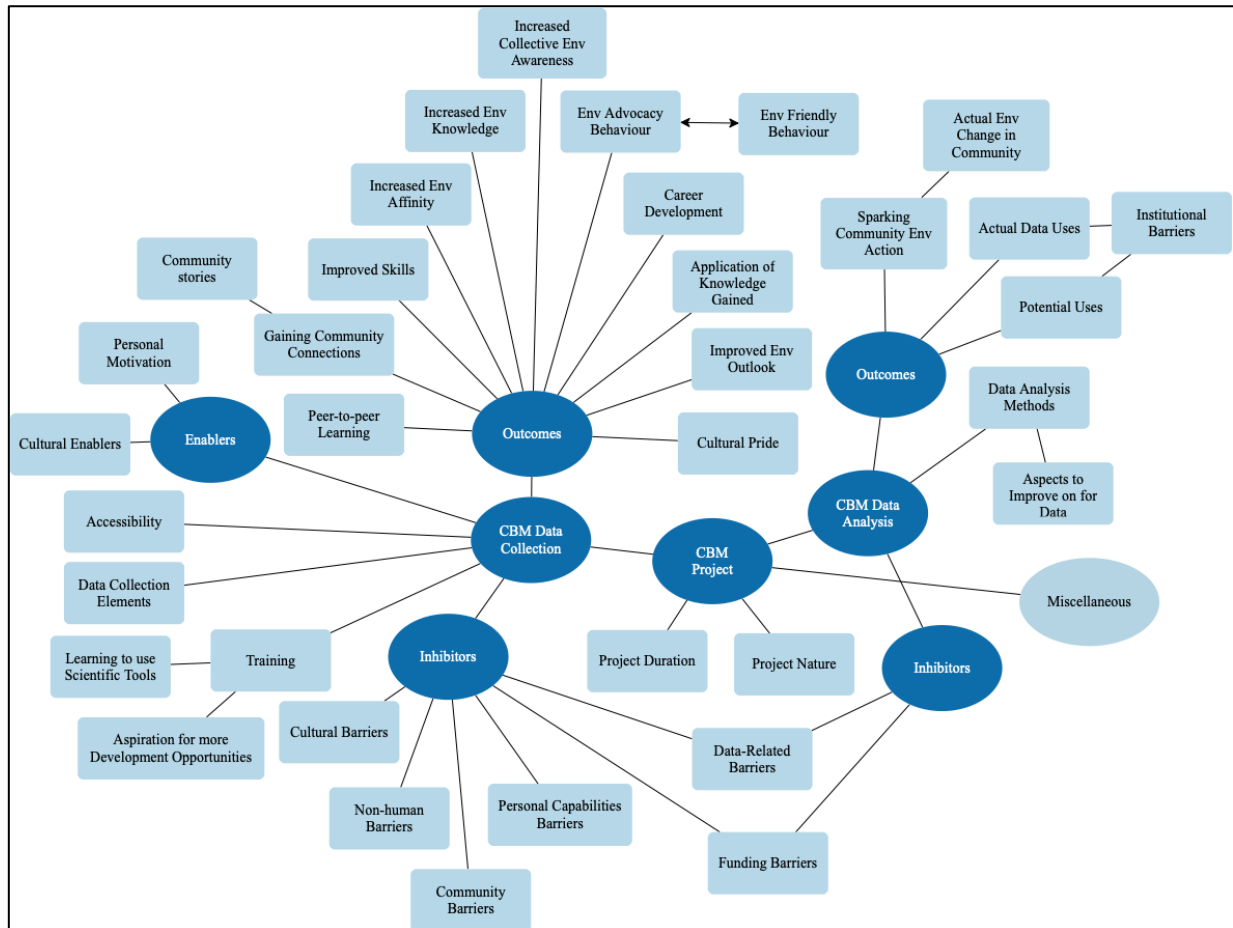 Increased
Collective Env
Awareness
Increased Env
Knowledge
Env Advocacy
Behaviour
Env Friendly
Behaviour
Actual Env
Change in
Community
Increased Env
Affinity
Career
Development
Sparking
Community Env
Action
Actual Data Uses
Institutional
Barriers
Community
stories
Improved Skills
Application of
Knowledge
Gained
Potential Uses
Personal
Motivation
Gaining Community
Connections
Improved Env
Outlook
Outcomes
Data Analysis
Methods
Cultural Enablers
Enablers
Peer-to-peer
Learning
Outcomes
Cultural Pride
Aspects to
Improve on for
Data
Accessibility
CBM Data
Collection
CBM
Project
CBM Data
Analysis
Data Collection
Elements
Miscellaneous
Learning to use
Scientific Tools
Training
Inhibitors
Project Duration
Project Nature
Inhibitors
Aspiration for more
Development Opportunities
Cultural Barriers
Data-Related
Barriers
Non-human
Barriers
Personal Capabilities
Barriers
Funding Barriers
Community
Barriers